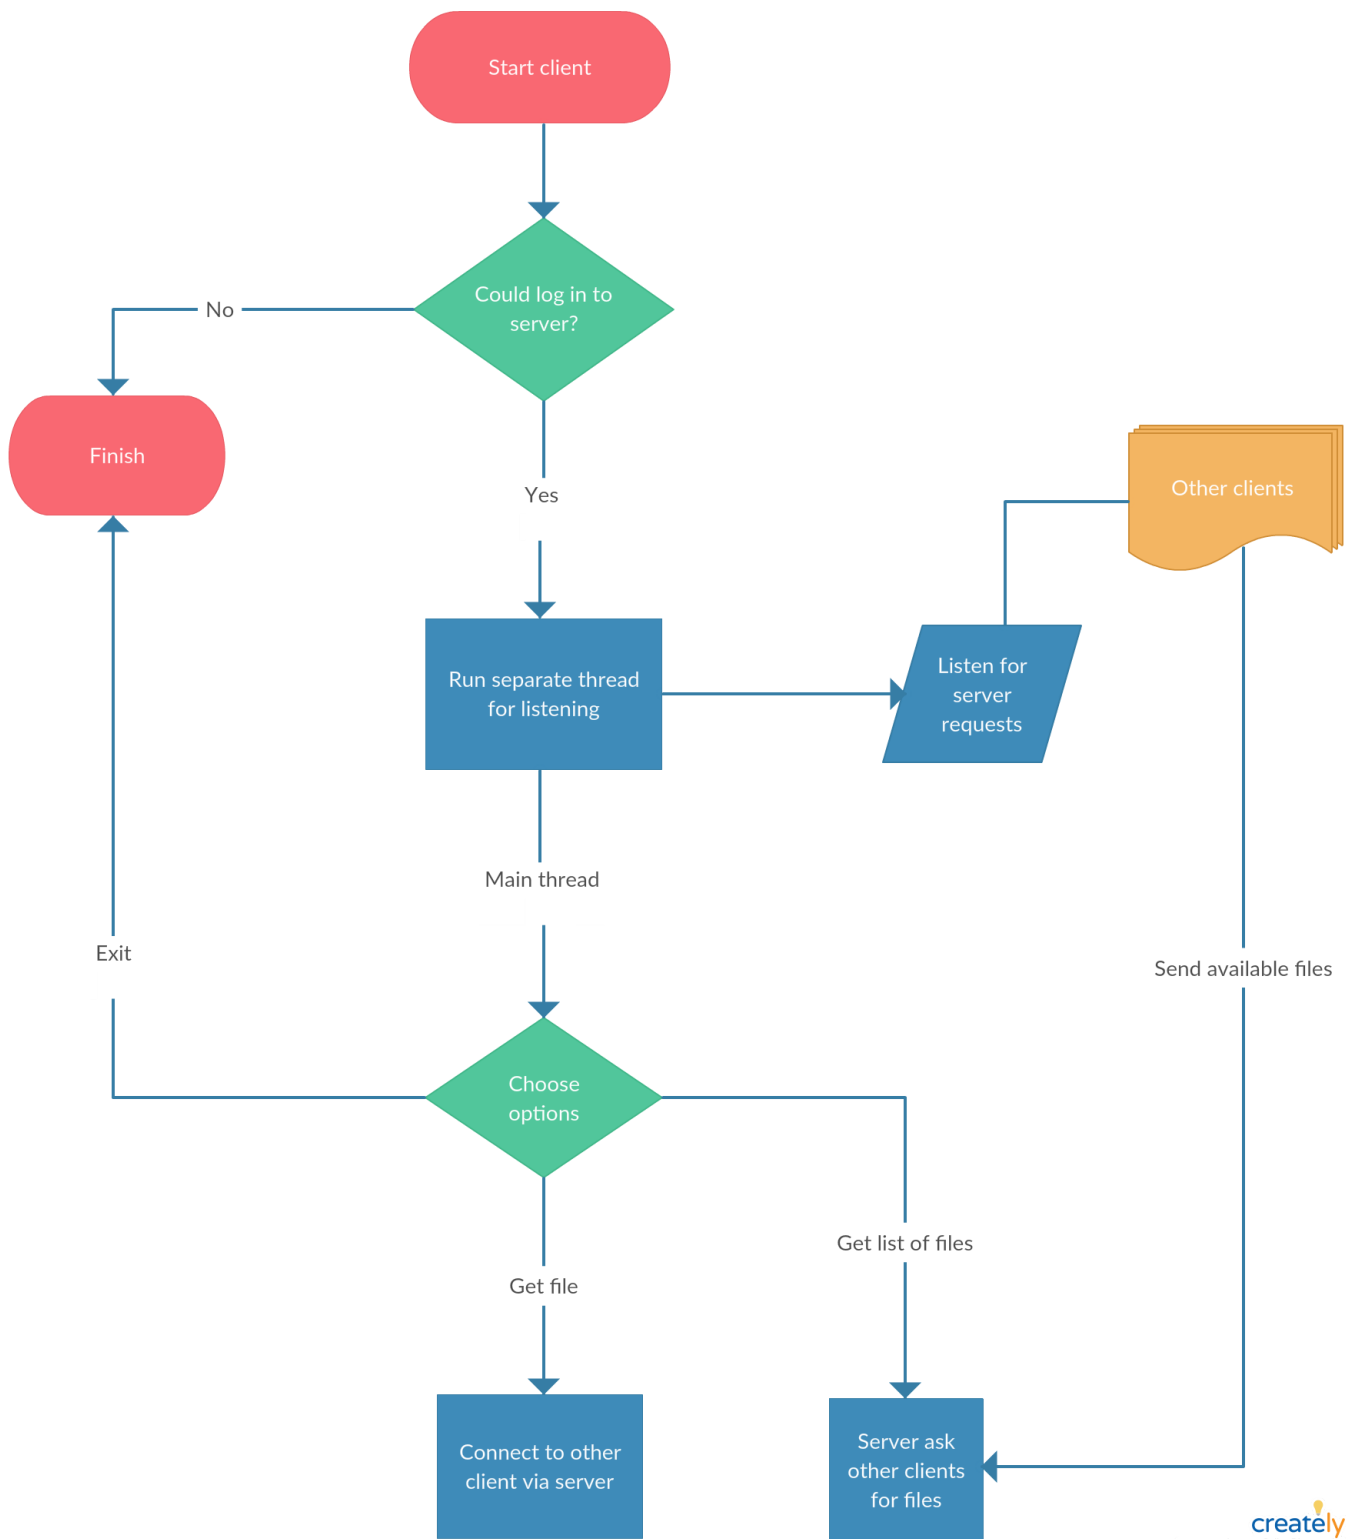 Start client
Could log in to
server?
No
Finish
Other clients
Yes
Listen for
server
requests
Run separate thread
for listening
Main thread
Exit
Send available files
Choose
options
Get list of files
Get file
Connect to other
client via server
Server ask
other clients
for files
creately